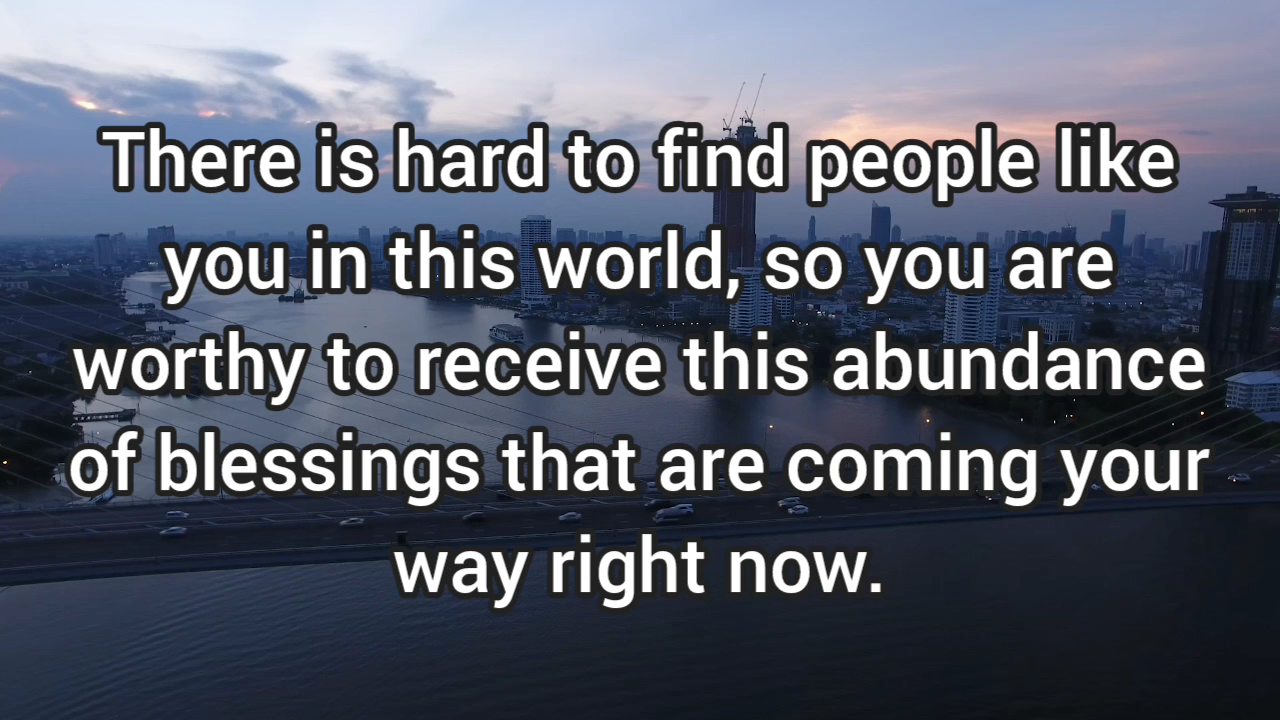 There is hard to find people like
you in this world, so you are
worthy to receive this abundance
of blessings that are coming your
way right now.